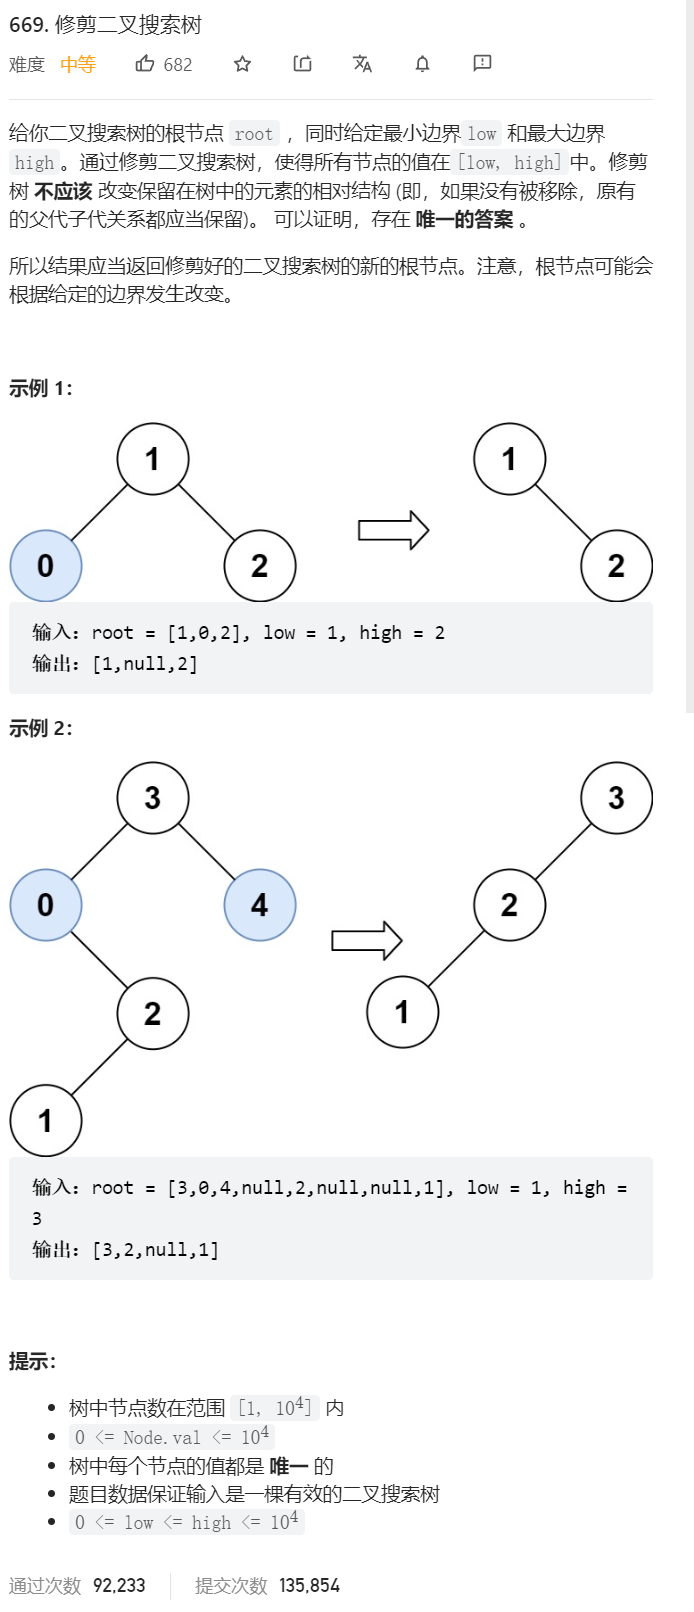 669. 修剪二叉搜索树
难度 中等 682
给你二叉搜索树的根节点 root ，同时给定最小边界low 和最大边界
high。通过修剪二叉搜索树，使得所有节点的值在[low, high]中。修剪
树 不应该 改变保留在树中的元素的相对结构 (即，如果没有被移除，原有
的父代子代关系都应当保留)。 可以证明，存在 唯一的答案 。
所以结果应当返回修剪好的二叉搜索树的新的根节点。注意，根节点可能会
根据给定的边界发生改变。
示例 1：
1 1
0 2 2
输入：root = [1,0,2], low = 1, high = 2
输出：[1,null,2]
示例 2：
3 3
0 4 2
2 1
1
输入：root = [3,0,4,null,2,null,null,1], low = 1, high =
3
输出：[3,2,null,1]
提示：
• 树中节点数在范围 [1, 10⁴] 内
• 0 <= Node.val <= 10⁴
• 树中每个节点的值都是 唯一 的
• 题目数据保证输入是一棵有效的二叉搜索树
• 0 <= low <= high <= 10⁴
通过次数 92,233 提交次数 135,854